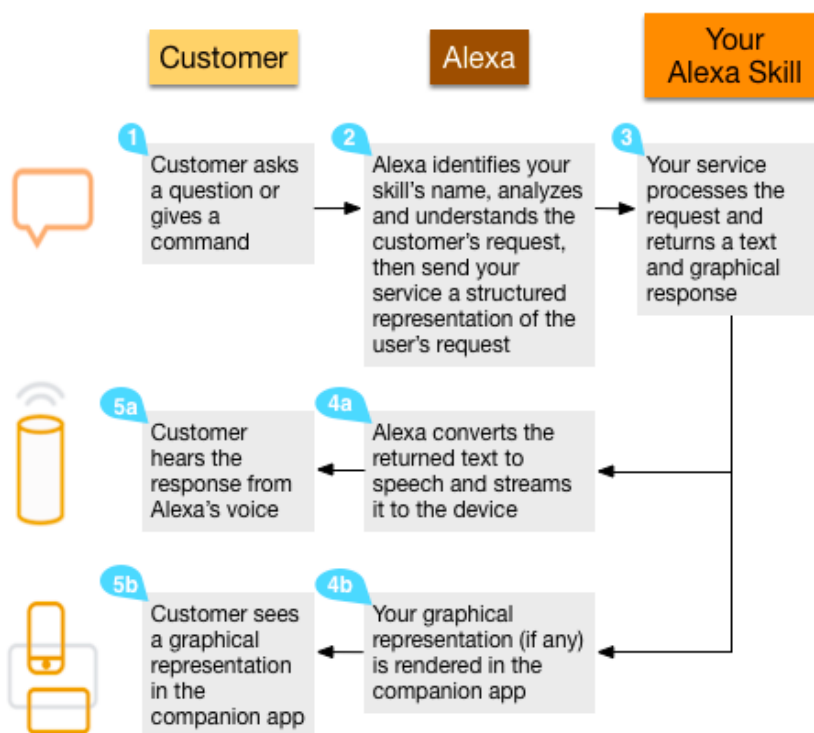 Customer
Alexa
Your
Alexa Skill
1
Customer asks
a question or
gives a
command
2
Alexa identifies your
skill's name, analyzes
and understands the
customer's request,
then send your
service a structured
representation of the
user's request
3
Your service
processes the
request and
returns a text
and graphical
response
5a
Customer
hears the
response from
Alexa's voice
4a
Alexa converts the
returned text to
speech and streams
it to the device
5b
Customer sees
a graphical
representation
in the
companion app
4b
Your graphical
representation (if any)
is rendered in the
companion app